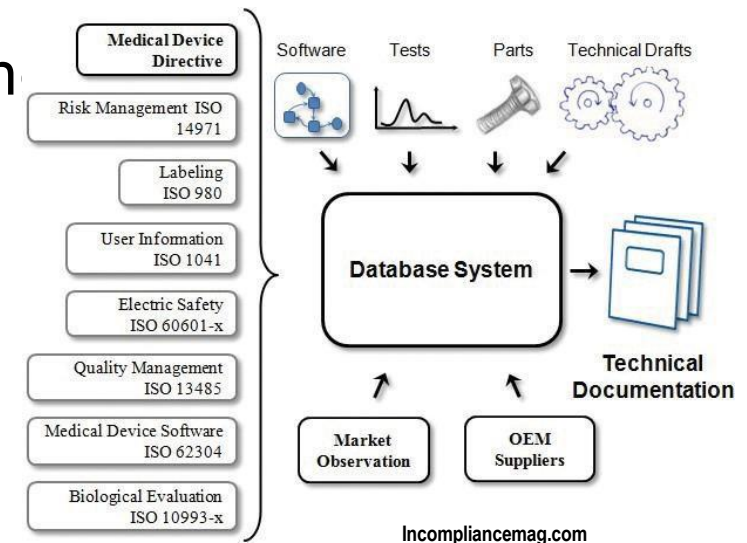 Medical Device
Directive
Risk Management ISO
14971
Labeling
ISO 980
User Information
ISO 1041
Electric Safety
ISO 60601-x
Quality Management
ISO 13485
Medical Device Software
ISO 62304
Biological Evaluation
ISO 10993-x
Software
Tests
Parts
Technical Drafts
Database System
Technical
Documentation
Market
Observation
OEM
Suppliers
Incompliancemag.com